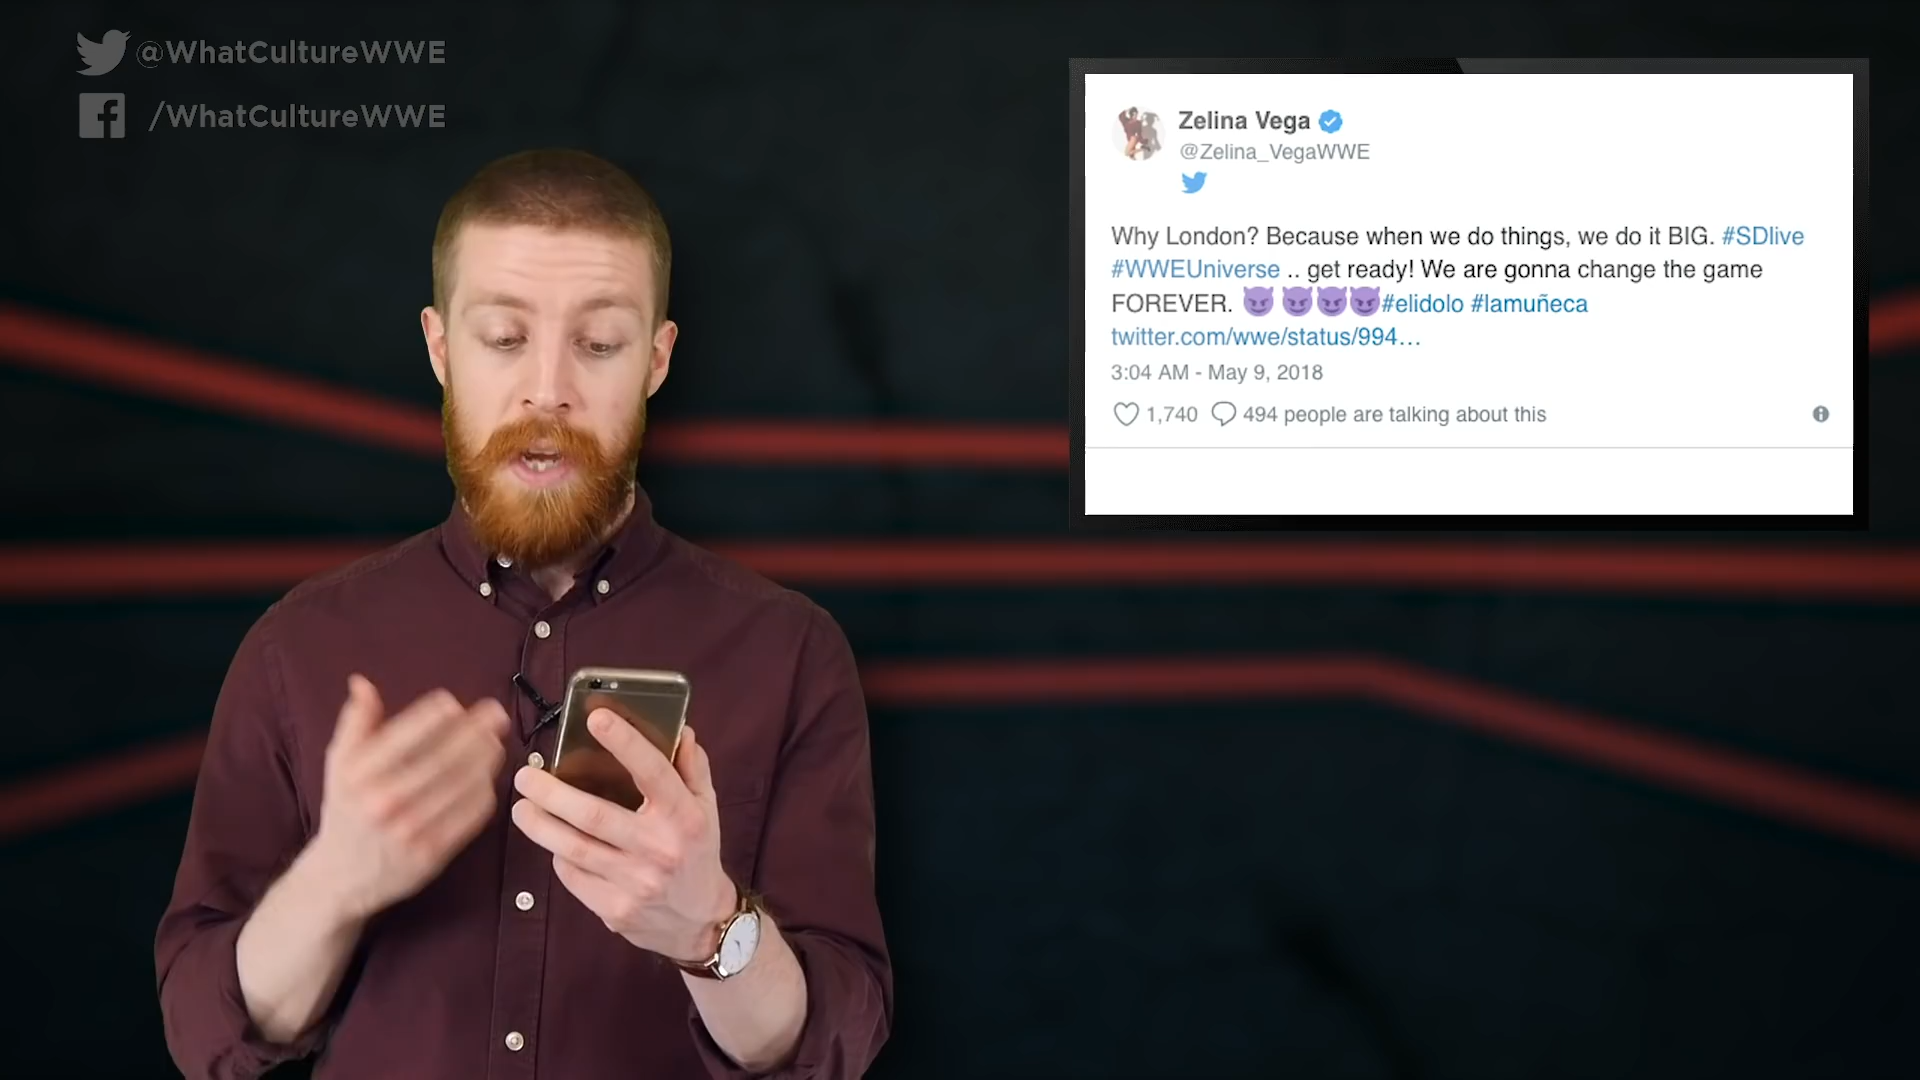 @WhatCultureWWE
/WhatCultureWWE
Zelina Vega
@Zelina_VegaWWE
Why London? Because when we do things, we do it BIG. #SDlive
#WWEUniverse .. get ready! We are gonna change the game
FOREVER. 😈 😈😈😈#elidolo #lamuñeca
twitter.com/wwe/status/994…
3:04 AM - May 9, 2018
1,740 494 people are talking about this